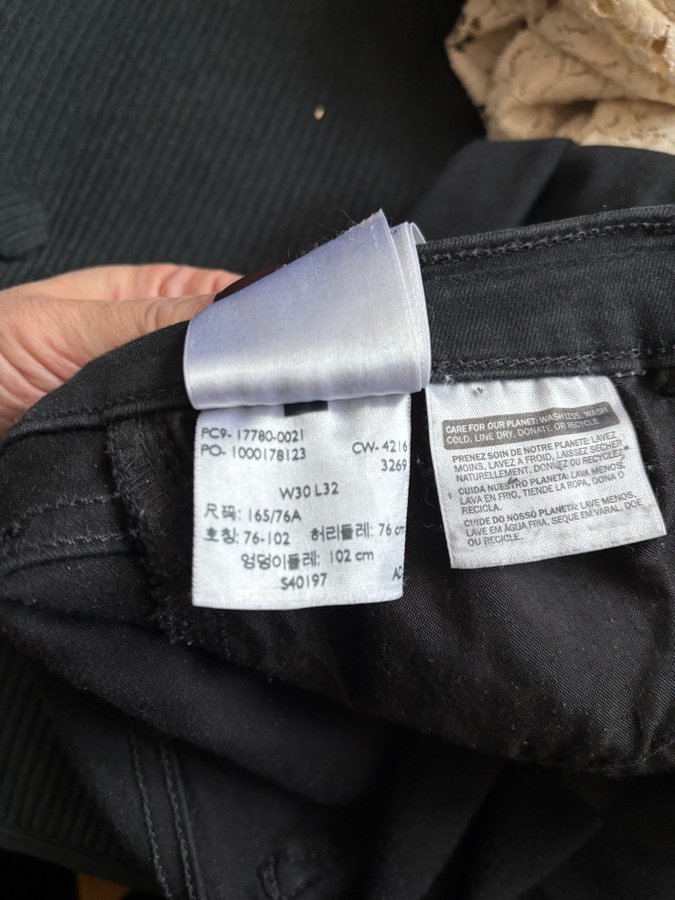 PC9- 17780-0021
PO- 1000178123
CW- 4216
3269
W30 L32
尺码: 165/76A
호칭: 76-102 허리둘레: 76 cm
엉덩이둘레: 102 cm
S40197
CARE FOR OUR PLANET: WASH LESS, WASH
COLD, LINE DRY, DONATE OR RECYCLE.
PRENEZ SOIN DE NOTRE PLANETE: LAVEZ
MOINS, LAVEZ A FROID, LAISSEZ SECHER
NATURELLEMENT, DONNEZ OU RECYCLEZ
CUIDA NUESTRO PLANETA: LAVA MENOS,
LAVA EN FRIO, TIENDE LA ROPA, DONA O
RECICLA.
CUIDE DO NOSSO PLANETA: LAVE MENOS,
LAVE EM ÁGUA FRIA, SEQUE EM VARAL, DOE
OU RECICLE.